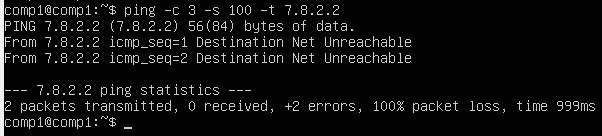 comp1@comp1:~$ ping -c 3 -s 100 -t 7.8.2.2
PING 7.8.2.2 (7.8.2.2) 56(84) bytes of data.
From 7.8.2.2 icmp_seq=1 Destination Net Unreachable
From 7.8.2.2 icmp_seq=2 Destination Net Unreachable
--- 7.8.2.2 ping statistics ---
2 packets transmitted, 0 received, +2 errors, 100% packet loss, time 999ms
comp1@comp1:~$ _